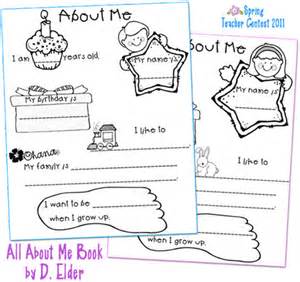 About Me
I am
years old.
My name is:
My birthday is
I like to
Ohana
My family is
I want to be
when I grow up.
Spring
Teacher Contest 2011
Me
My name is:
I like to
when I grow up.
All About Me Book
by D. Elder